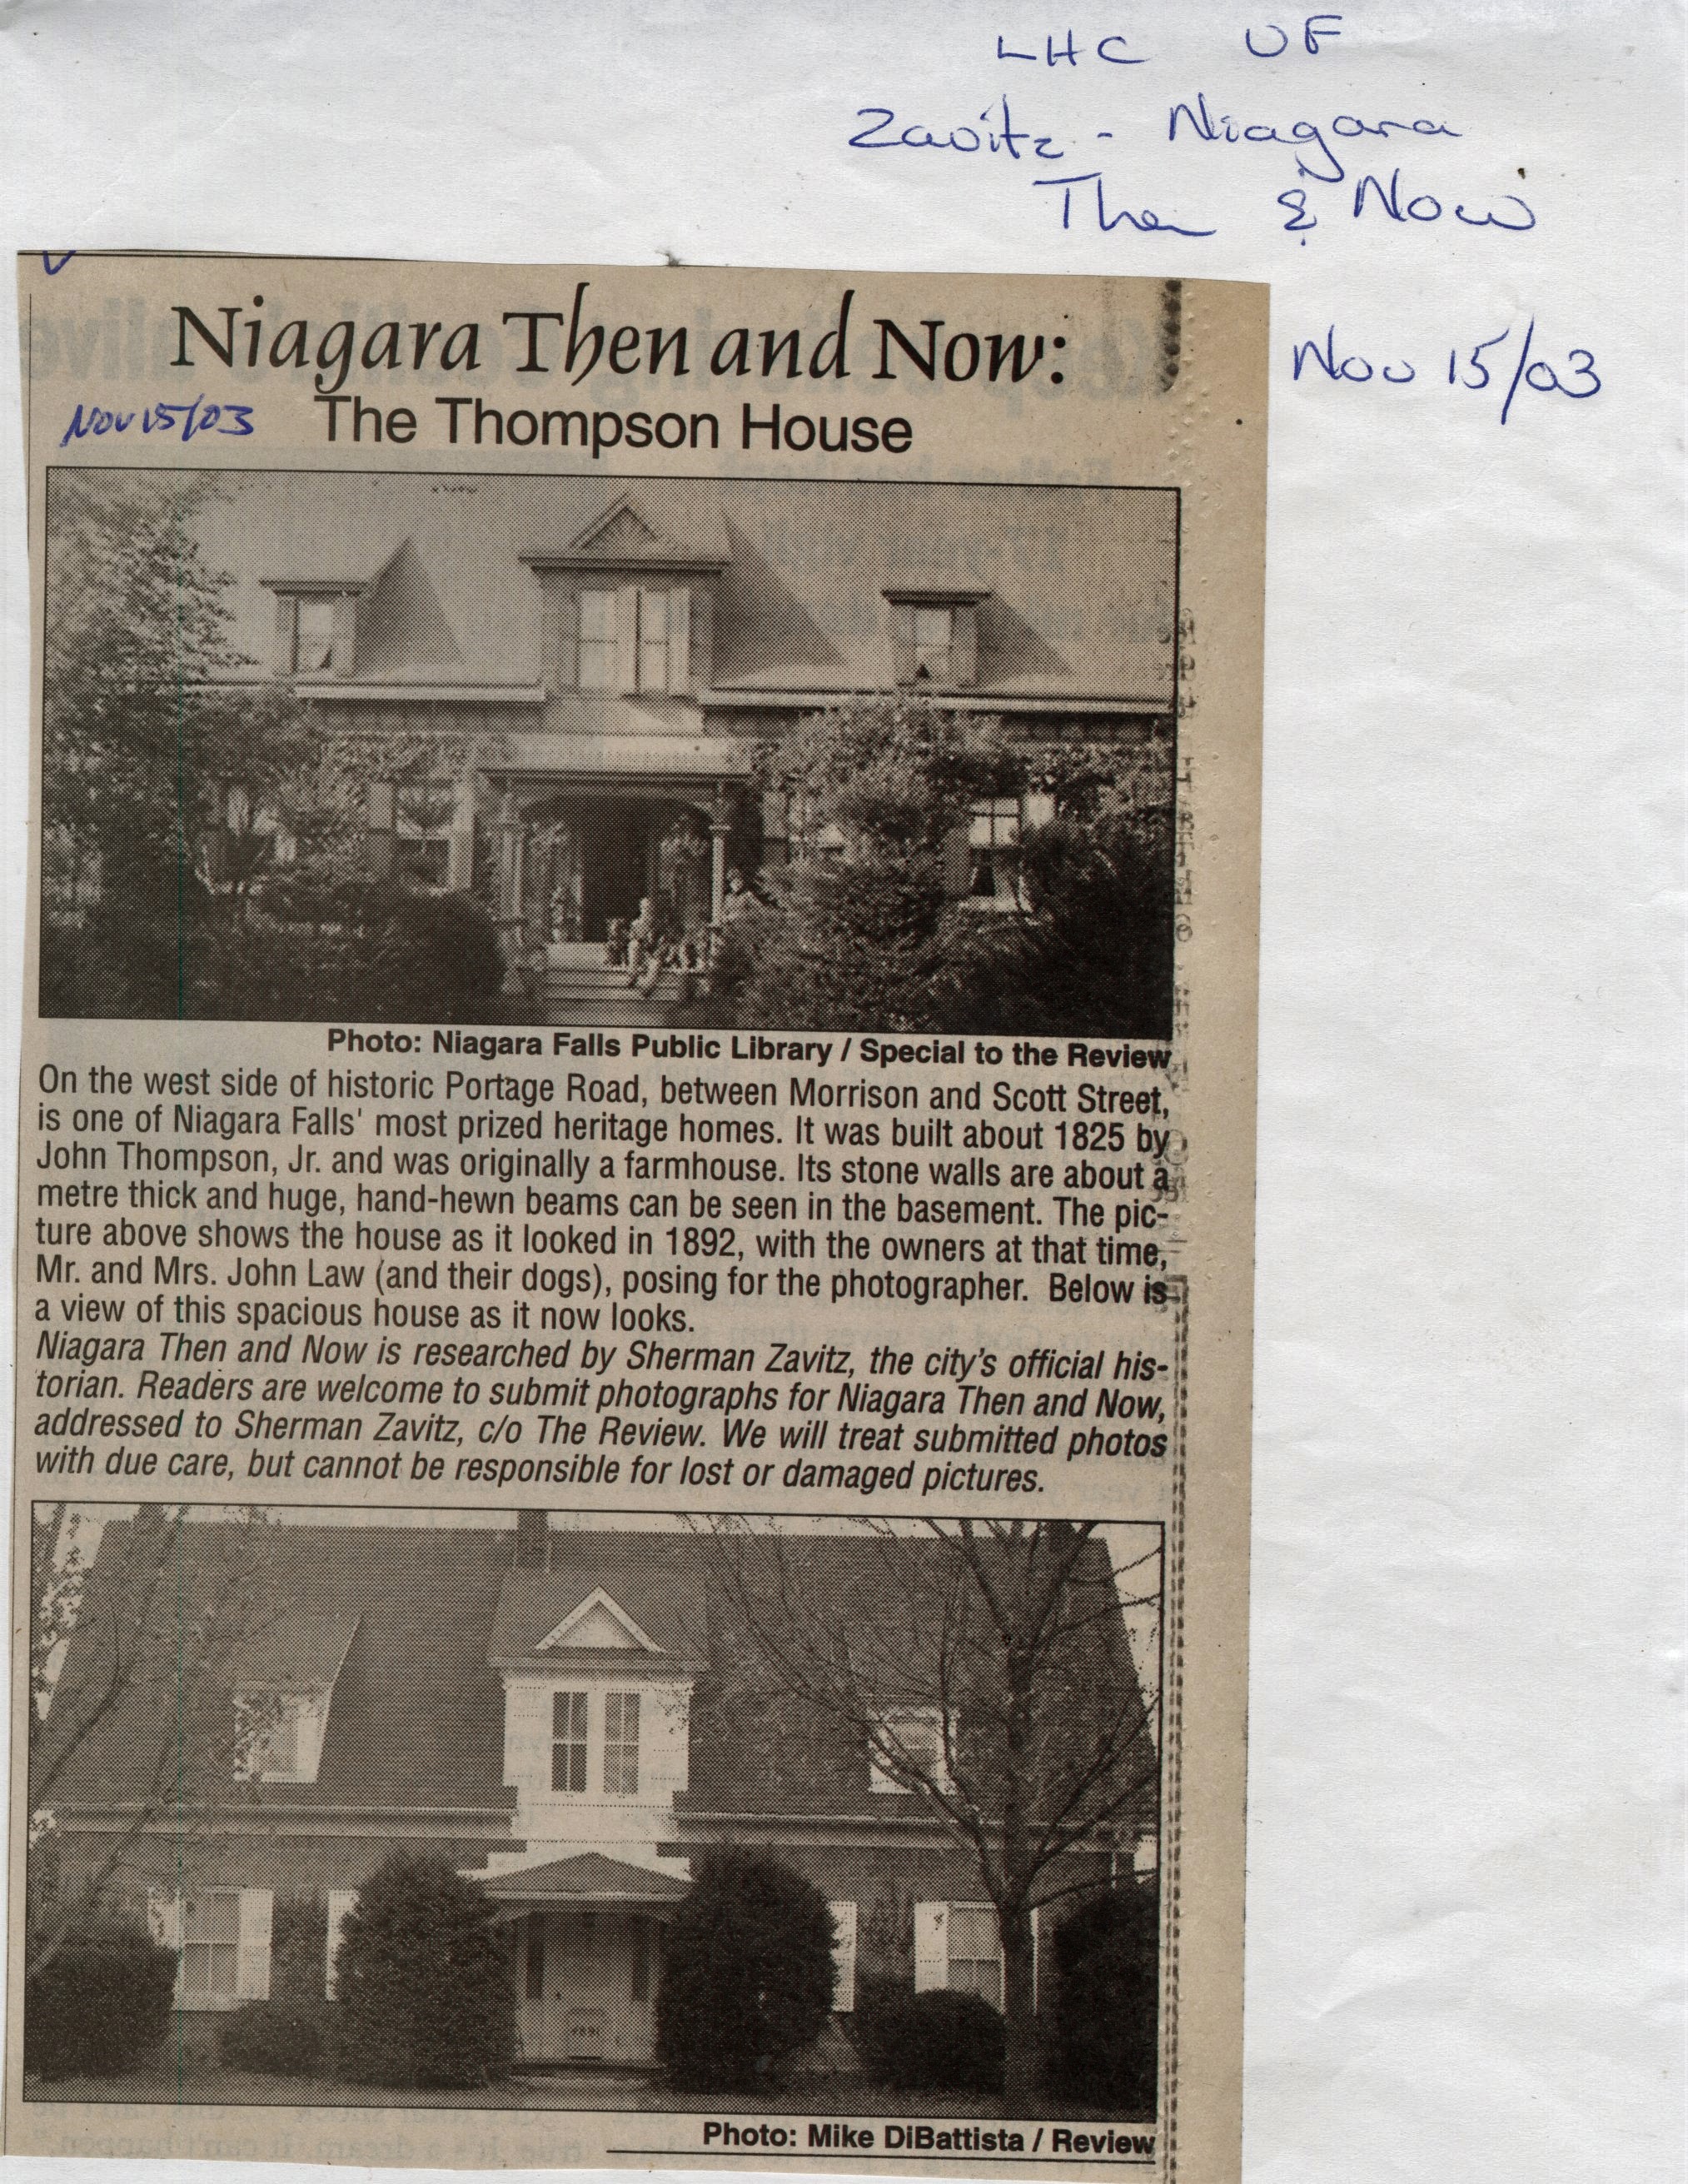 LHC VF
Zavitz - Niagara
Then & Now
Nov 15/03
Niagara Then and Now:
Nov 15/03
The Thompson House
Photo: Niagara Falls Public Library / Special to the Review
On the west side of historic Portage Road, between Morrison and Scott Street,
is one of Niagara Falls' most prized heritage homes. It was built about 1825 by
John Thompson, Jr. and was originally a farmhouse. Its stone walls are about a
metre thick and huge, hand-hewn beams can be seen in the basement. The pic-
ture above shows the house as it looked in 1892, with the owners at that time,
Mr. and Mrs. John Law (and their dogs), posing for the photographer. Below is
a view of this spacious house as it now looks.
Niagara Then and Now is researched by Sherman Zavitz, the city's official his-
torian. Readers are welcome to submit photographs for Niagara Then and Now,
addressed to Sherman Zavitz, c/o The Review. We will treat submitted photos
with due care, but cannot be responsible for lost or damaged pictures.
Photo: Mike DiBattista / Review